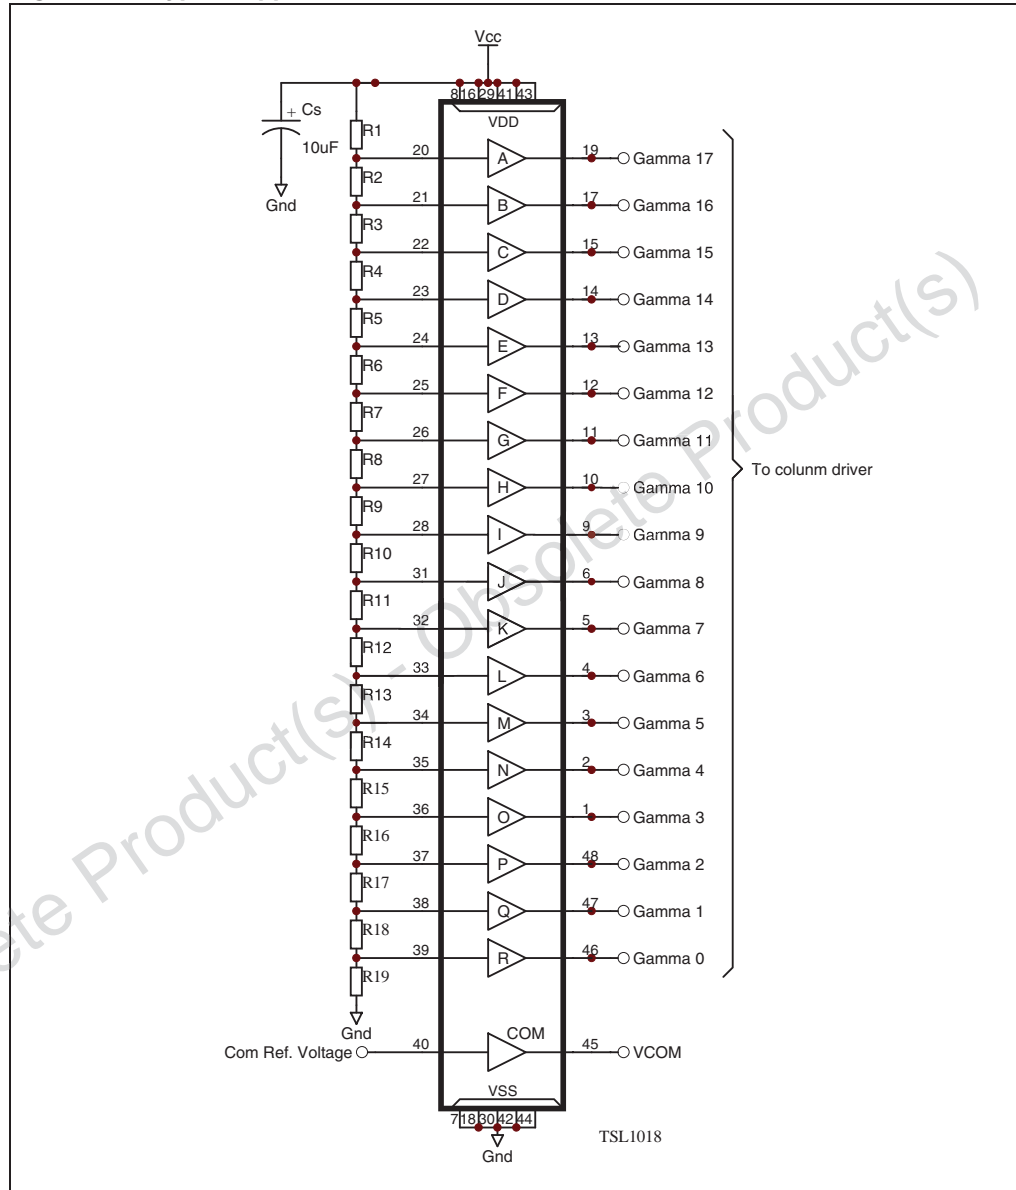 Vcc
8 16 29 41 43
+ Cs
10uF
Gnd
VDD
R1
20 A 19 Gamma 17
R2
21 B 17 Gamma 16
R3
22 C 15 Gamma 15
R4
23 D 14 Gamma 14
R5
24 E 13 Gamma 13
R6
25 F 12 Gamma 12
R7
26 G 11 Gamma 11
R8
To colunm driver
27 H 10 Gamma 10
R9
28 I 9 Gamma 9
R10
31 J 6 Gamma 8
R11
32 K 5 Gamma 7
R12
33 L 4 Gamma 6
R13
34 M 3 Gamma 5
R14
35 N 2 Gamma 4
R15
36 O 1 Gamma 3
R16
37 P 48 Gamma 2
R17
38 Q 47 Gamma 1
R18
39 R 46 Gamma 0
R19
Gnd
COM
Com Ref. Voltage 40 45 VCOM
VSS
7 18 30 42 44
TSL1018
Gnd
ete Product(s) - Obsolete Product(s)